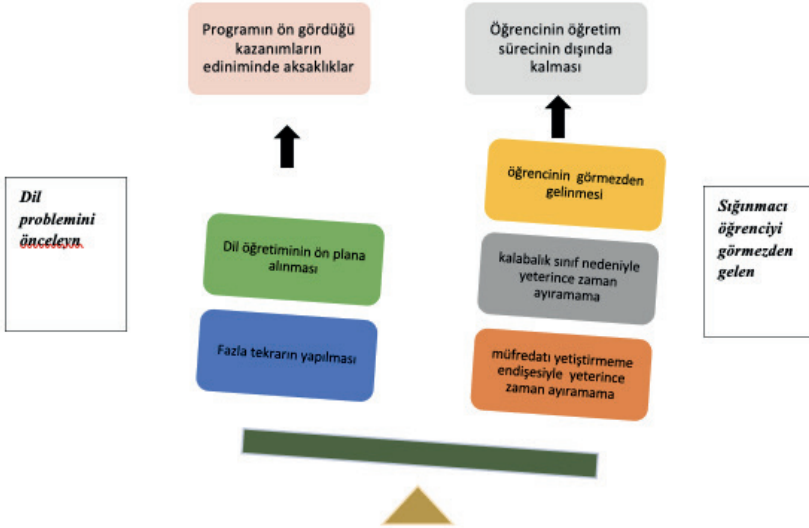 Programın ön gördüğü
kazanımların
ediniminde aksaklıklar
Öğrencinin öğretim
sürecinin dışında
kalması
Dil
problemini
önceleyn
Dil öğretiminin ön plana
alınması
Fazla tekrarın yapılması
öğrencinin görmezden
gelinmesi
kalabalık sınıf nedeniyle
yeterince zaman
ayıramama
müfredatı yetiştirmeme
endişesiyle yeterince
zaman ayıramama
Sığınmacı
öğrenciyi
görmezden
gelen